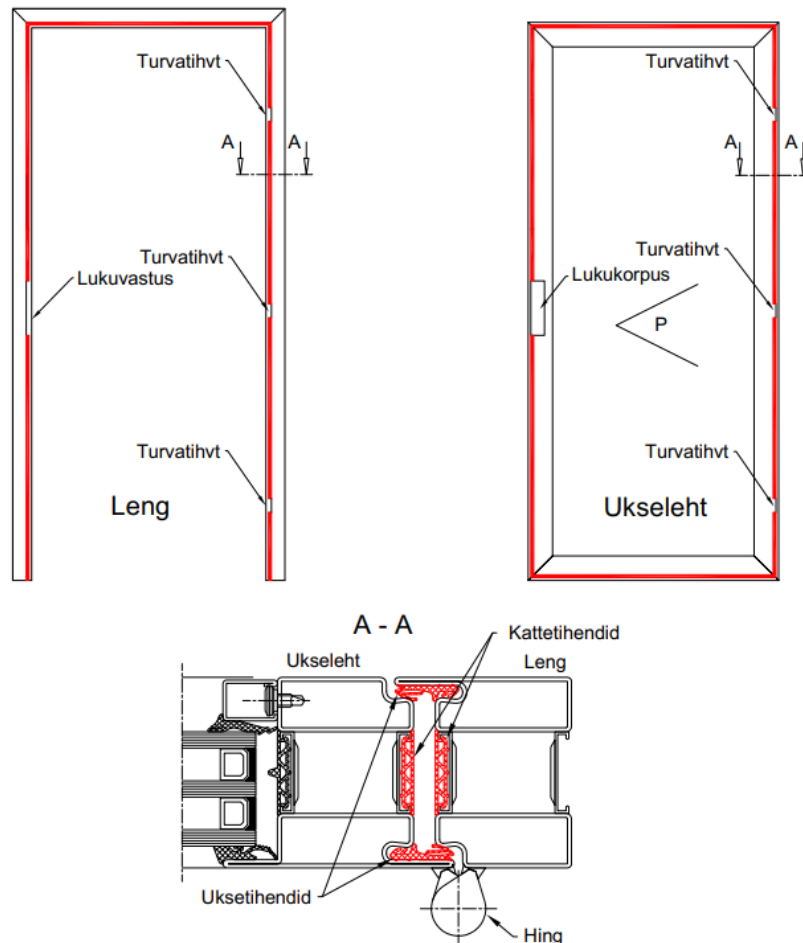 Turvatihvt
A A
Turvatihvt
Lukuvastus
Turvatihvt
Leng
Turvatihvt
A A
Turvatihvt
Lukukorpus
P
Turvatihvt
Ukseleht
A - A
Kattetihendid
Ukseleht
Leng
Uksetihendid
Hing